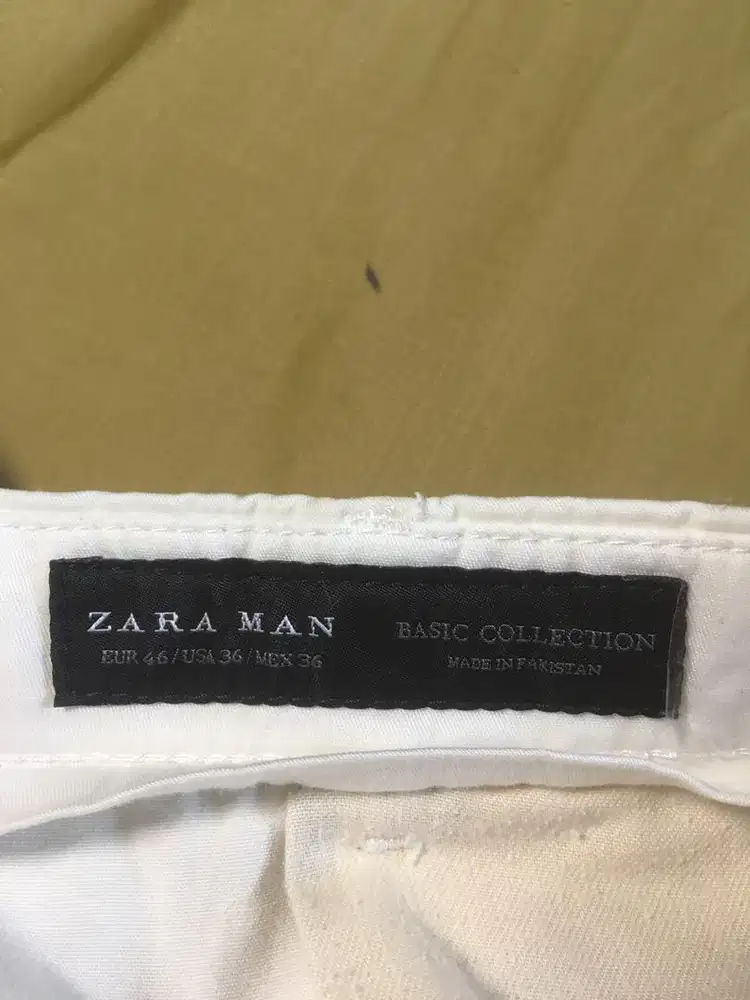 ZARA MAN
EUR 46/USA 36/MEX 36
BASIC COLLECTION
MADE IN PAKISTAN